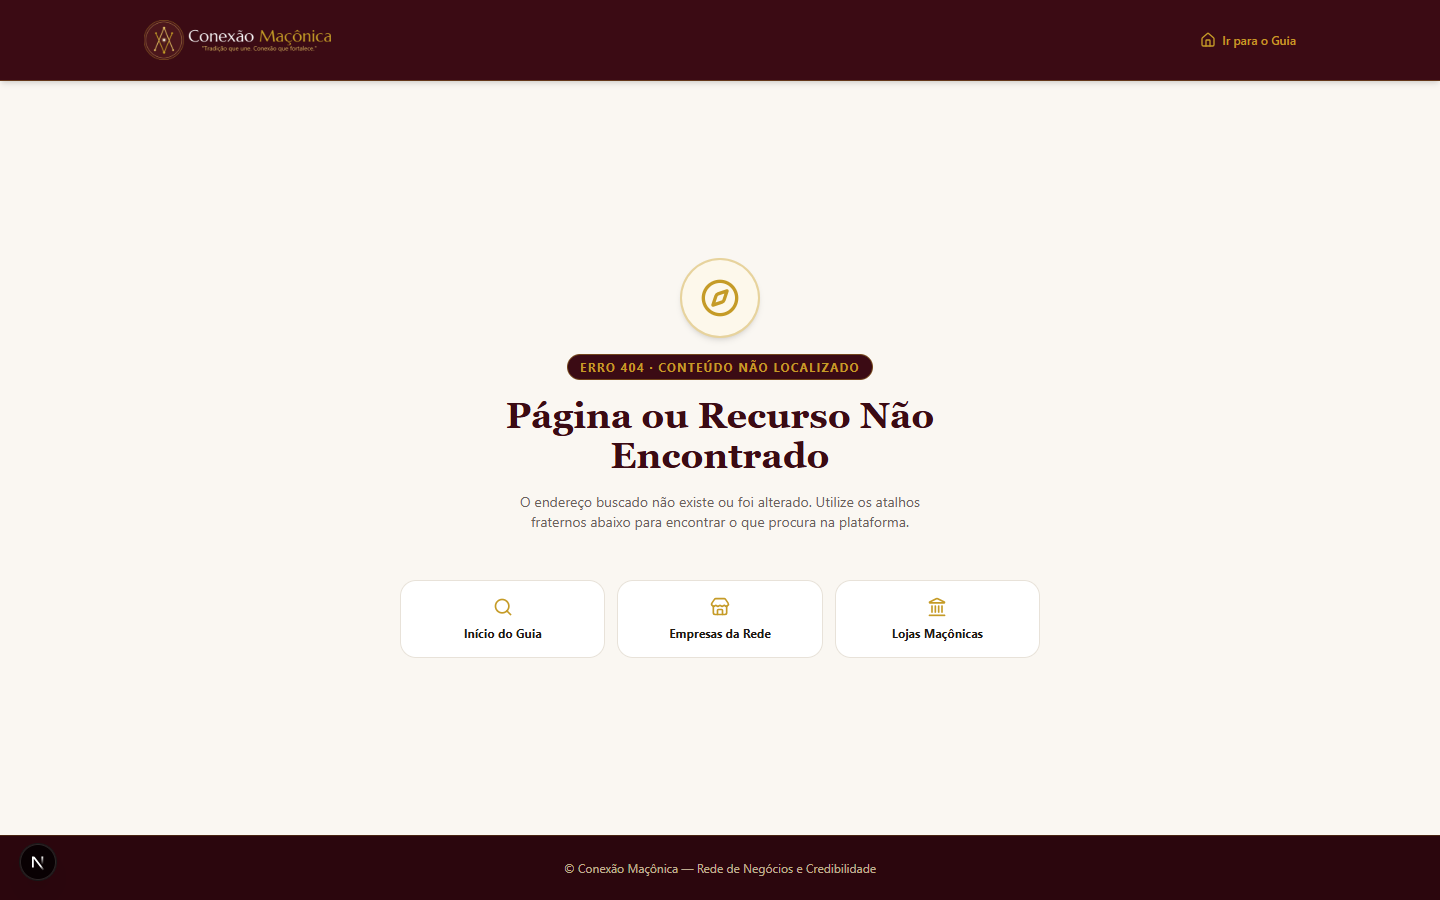 Conexão Maçônica
"Tradição que une. Conexão que fortalece."
Ir para o Guia
ERRO 404 · CONTEÚDO NÃO LOCALIZADO
Página ou Recurso Não
Encontrado
O endereço buscado não existe ou foi alterado. Utilize os atalhos
fraternos abaixo para encontrar o que procura na plataforma.
Início do Guia
Empresas da Rede
Lojas Maçônicas
N
© Conexão Maçônica — Rede de Negócios e Credibilidade